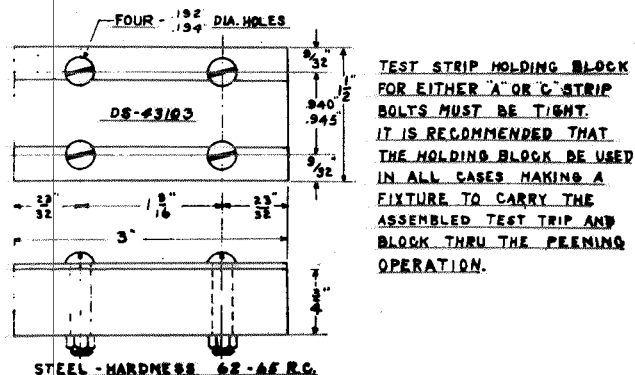 FOUR - .192 .194 DIA. HOLES
9/32"
1 1/2"
.940"
.945"
9/32"
DS-43103
23/32"
1 9/16"
23/32"
3"
STEEL - HARDNESS 62 - 65 R.C.
TEST STRIP HOLDING BLOCK
FOR EITHER "A" OR "C" STRIP
BOLTS MUST BE TIGHT.
IT IS RECOMMENDED THAT
THE HOLDING BLOCK BE USED
IN ALL CASES MAKING A
FIXTURE TO CARRY THE
ASSEMBLED TEST TRIP AND
BLOCK THRU THE PEENING
OPERATION.